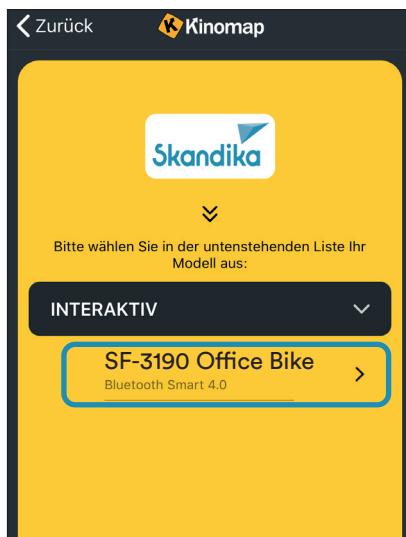 Zurück
Kinomap
Skandika
Bitte wählen Sie in der untenstehenden Liste Ihr
Modell aus:
INTERAKTIV
SF-3190 Office Bike
Bluetooth Smart 4.0